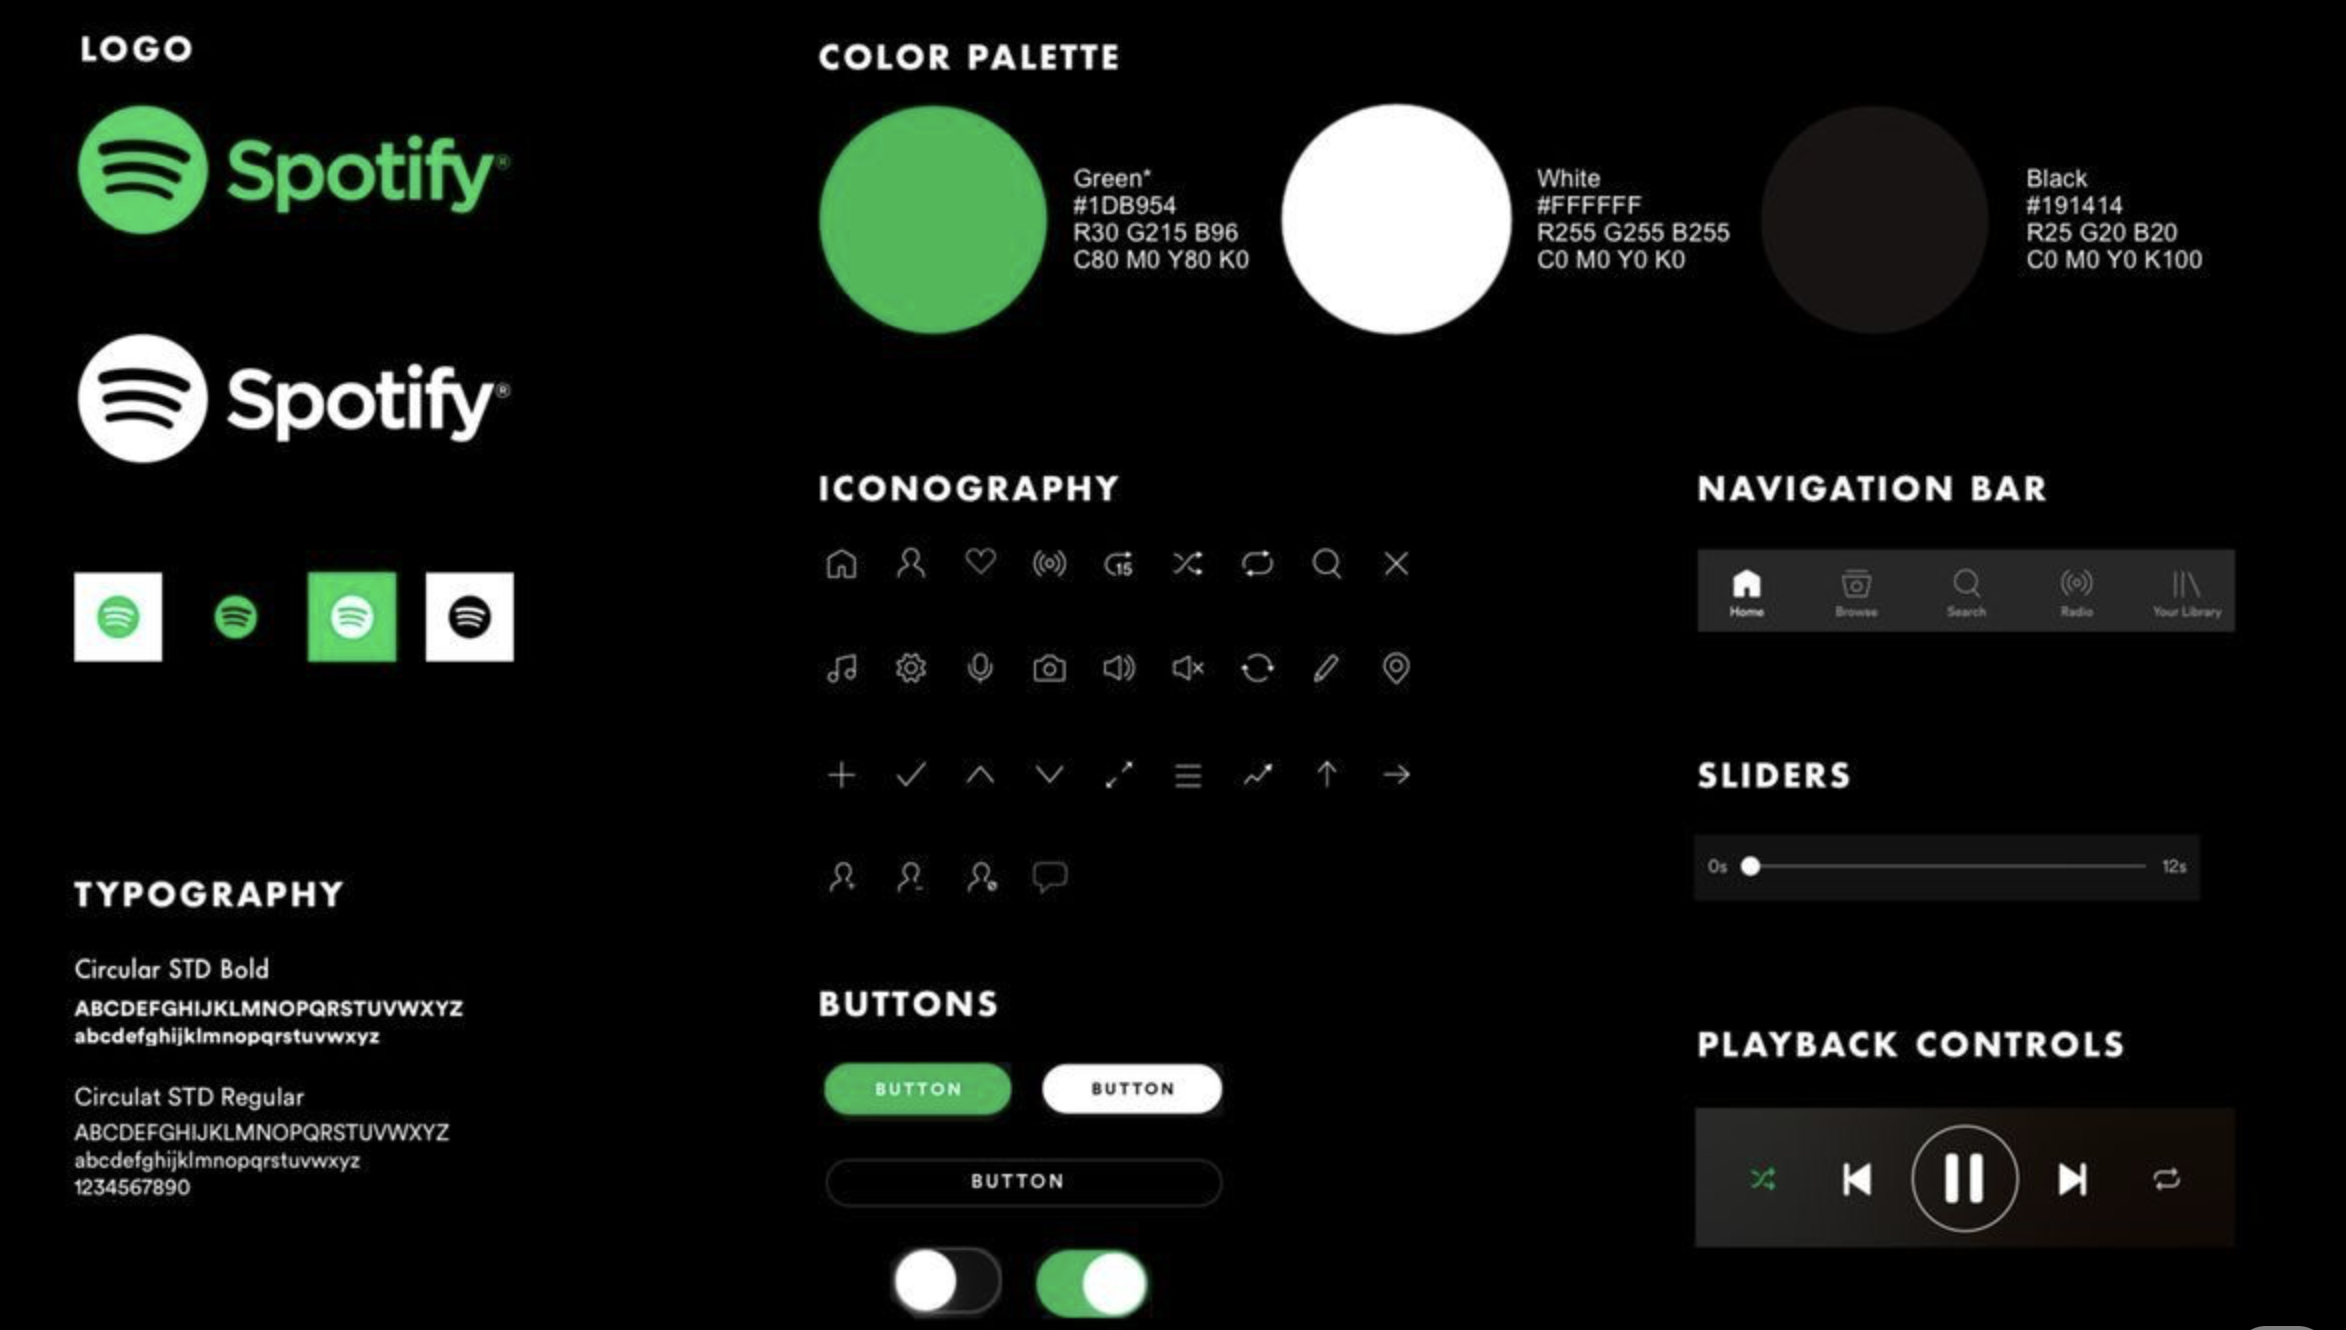 LOGO
Spotify®
Spotify®
TYPOGRAPHY
Circular STD Bold
ABCDEFGHIJKLMNOPQRSTUVWXYZ
abcdefghijklmnopqrstuvwxyz
Circulat STD Regular
ABCDEFGHIJKLMNOPQRSTUVWXYZ
abcdefghijklmnopqrstuvwxyz
1234567890
COLOR PALETTE
Green*
#1DB954
R30 G215 B96
C80 M0 Y80 K0
White
#FFFFFF
R255 G255 B255
C0 M0 Y0 K0
Black
#191414
R25 G20 B20
C0 M0 Y0 K100
ICONOGRAPHY
15
BUTTONS
BUTTON
BUTTON
BUTTON
NAVIGATION BAR
Home
Browse
Search
Radio
Your Library
SLIDERS
0s
12s
PLAYBACK CONTROLS